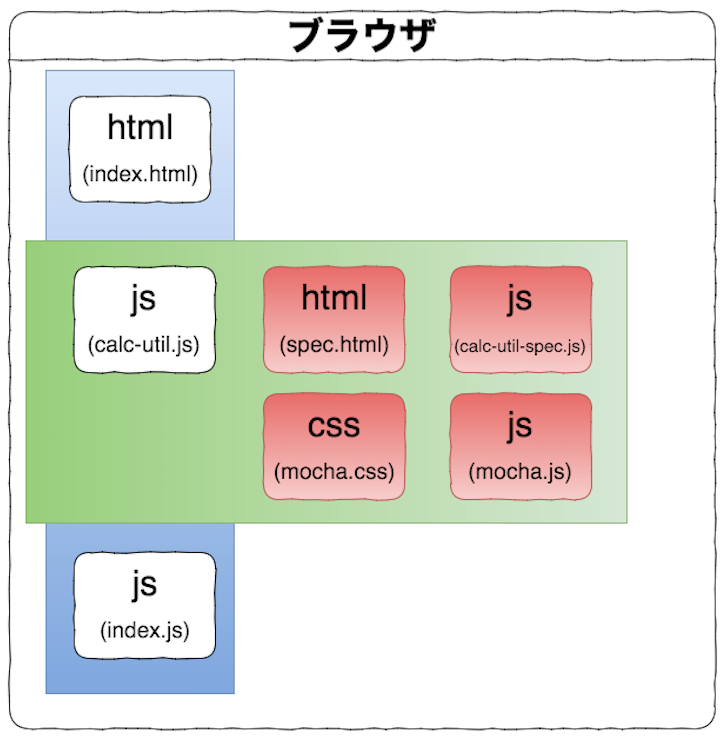 ブラウザ
html
(index.html)
js
(calc-util.js)
html
(spec.html)
js
(calc-util-spec.js)
css
(mocha.css)
js
(mocha.js)
js
(index.js)